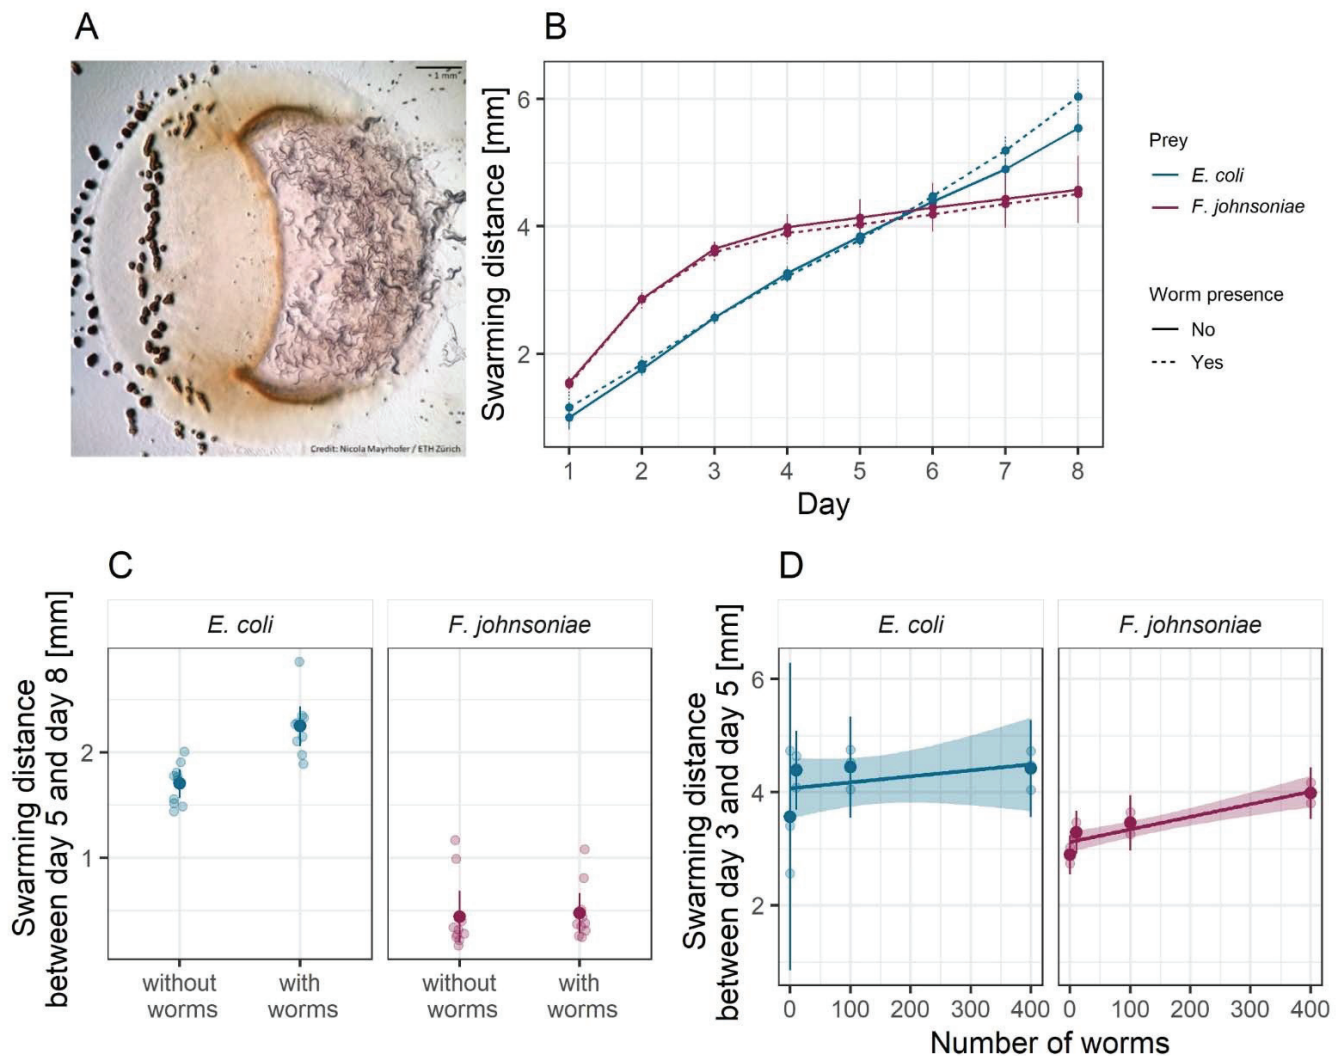 A
1 mm
Credit: Nicola Mayrhofer / ETH Zürich
B
Swarming distance [mm]
6
4
2
1 2 3 4 5 6 7 8
Day
Prey
E. coli
F. johnsoniae
Worm presence
No
Yes
C
Swarming distance
between day 5 and day 8 [mm]
E. coli
F. johnsoniae
2
1
without
worms
with
worms
without
worms
with
worms
D
Swarming distance
between day 3 and day 5 [mm]
E. coli
F. johnsoniae
6
4
2
0 100 200 300 400
0 100 200 300 400
Number of worms